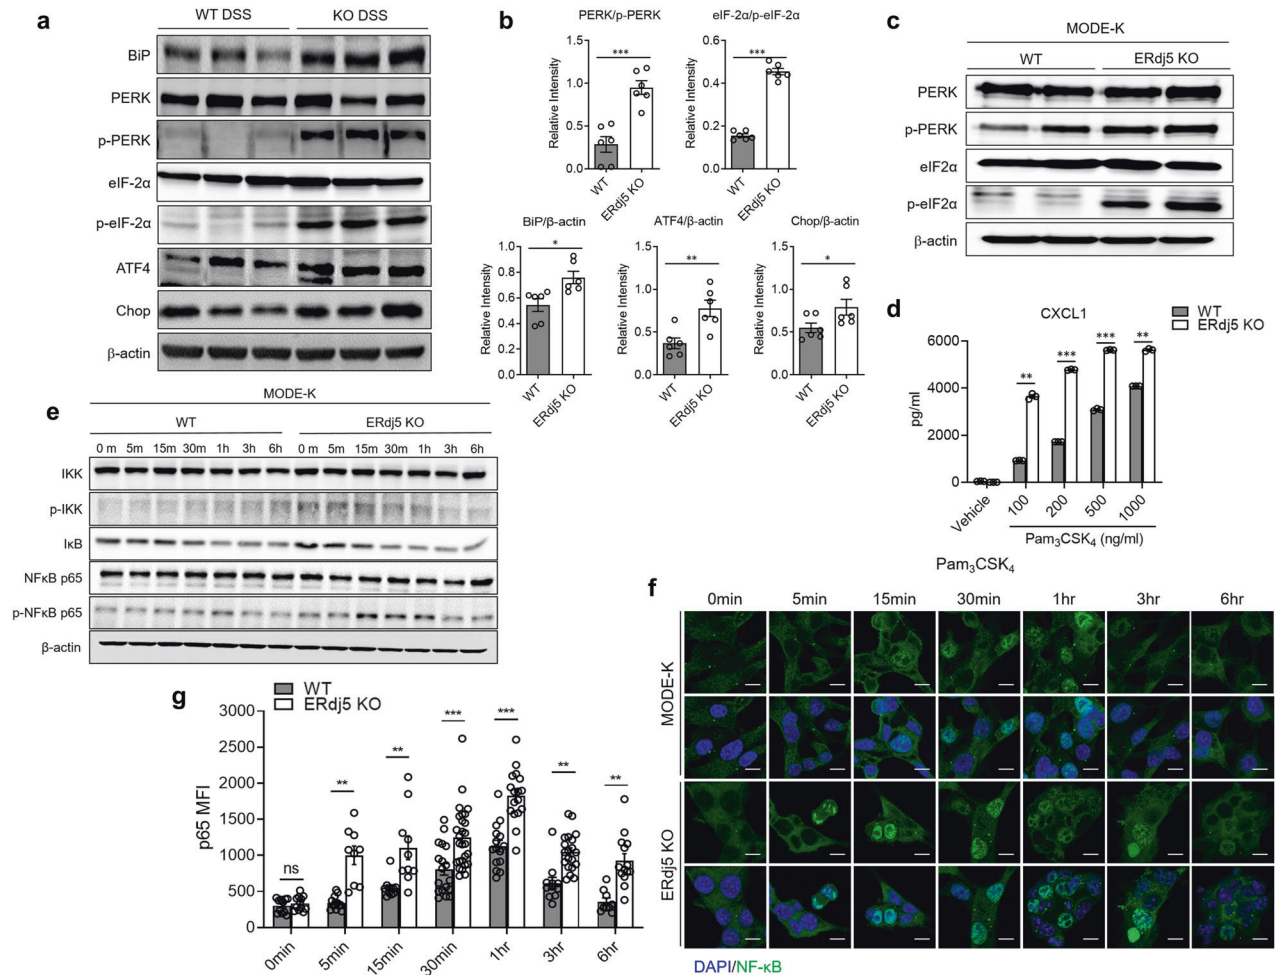 a
WT DSS KO DSS
BiP
PERK
p-PERK
eIF-2α
p-eIF-2α
ATF4
Chop
β-actin
b
PERK/p-PERK
Relative Intensity
1.5
1.0
0.5
0.0
***
WT
ERdj5 KO
eIF-2α/p-eIF-2α
Relative Intensity
0.6
0.4
0.2
0.0
***
WT
ERdj5 KO
BiP/β-actin
Relative Intensity
1.0
0.8
0.6
0.4
0.2
0.0
*
WT
ERdj5 KO
ATF4/β-actin
Relative Intensity
1.5
1.0
0.5
0.0
**
WT
ERdj5 KO
Chop/β-actin
Relative Intensity
1.5
1.0
0.5
0.0
*
WT
ERdj5 KO
c
MODE-K
WT ERdj5 KO
PERK
p-PERK
eIF2α
p-eIF2α
β-actin
d
CXCL1
WT
ERdj5 KO
pg/ml
6000
4000
2000
0
** *** *** **
Vehicle 100 200 500 1000
Pam3CSK4 (ng/ml)
e
MODE-K
WT ERdj5 KO
0 m 5m 15m 30m 1h 3h 6h 0 m 5m 15m 30m 1h 3h 6h
IKK
p-IKK
IκB
NFκB p65
p-NFκB p65
β-actin
f
Pam3CSK4
0min 5min 15min 30min 1hr 3hr 6hr
MODE-K
ERdj5 KO
DAPI/NF-κB
g
WT
ERdj5 KO
p65 MFI
3000
2500
2000
1500
1000
500
0
ns ** ** *** *** ** **
0min 5min 15min 30min 1hr 3hr 6hr